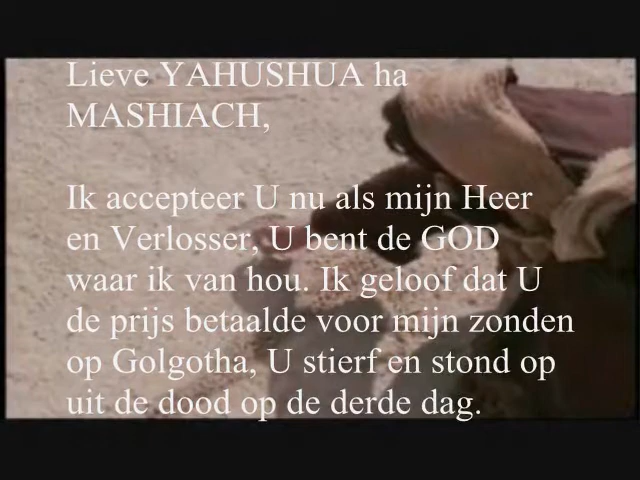 Lieve YAHUSHUA ha
MASHIACH,
Ik accepteer U nu als mijn Heer
en Verlosser, U bent de GOD
waar ik van hou. Ik geloof dat U
de prijs betaalde voor mijn zonden
op Golgotha, U stierf en stond op
uit de dood op de derde dag.